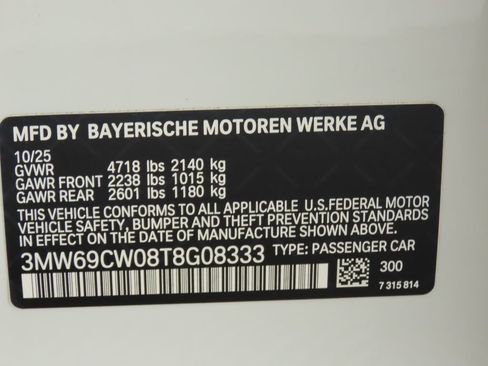 MFD BY BAYERISCHE MOTOREN WERKE AG
10/25
GVWR 4718 lbs 2140 kg
GAWR FRONT 2238 lbs 1015 kg
GAWR REAR 2601 lbs 1180 kg
THIS VEHICLE CONFORMS TO ALL APPLICABLE U.S.FEDERAL MOTOR
VEHICLE SAFETY, BUMPER AND THEFT PREVENTION STANDARDS
IN EFFECT ON THE DATE OF MANUFACTURE SHOWN ABOVE.
3MW69CW08T8G08333 TYPE: PASSENGER CAR
300
7 315 814